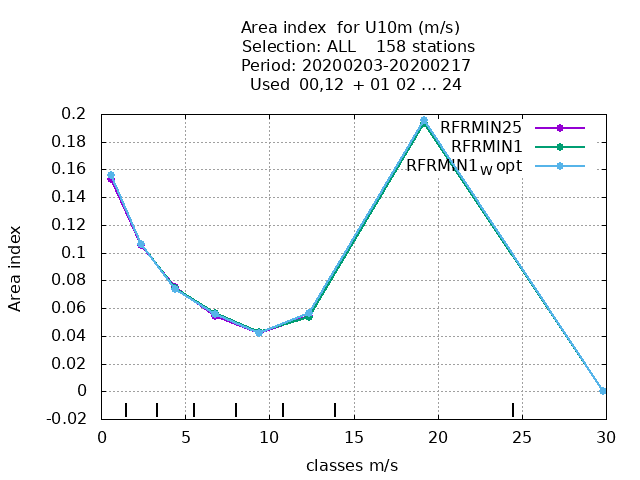 Area index  for U10m (m/s)
Selection: ALL    158 stations
Period: 20200203-20200217
Used  00,12  + 01 02 ... 24
0.2
0.18
0.16
0.14
0.12
0.1
0.08
0.06
0.04
0.02
0
-0.02
Area index
RFRMIN25
RFRMIN1
RFRMIN1W opt
0 5 10 15 20 25 30
classes m/s